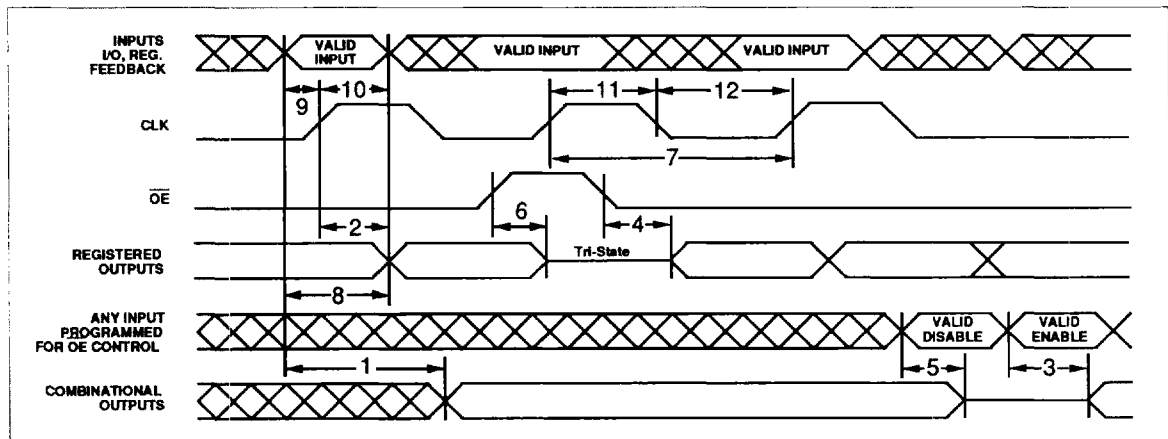 INPUTS
I/O, REG.
FEEDBACK
VALID
INPUT
VALID INPUT
VALID INPUT
9
10
11
12
CLK
7
OE
6
2
4
REGISTERED
OUTPUTS
Tri-State
8
ANY INPUT
PROGRAMMED
FOR OE CONTROL
VALID
DISABLE
VALID
ENABLE
1
5
3
COMBINATIONAL
OUTPUTS